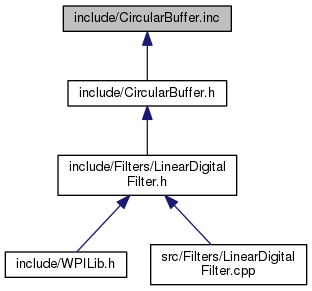 include/CircularBuffer.inc
include/CircularBuffer.h
include/Filters/LinearDigital
Filter.h
include/WPILib.h
src/Filters/LinearDigital
Filter.cpp